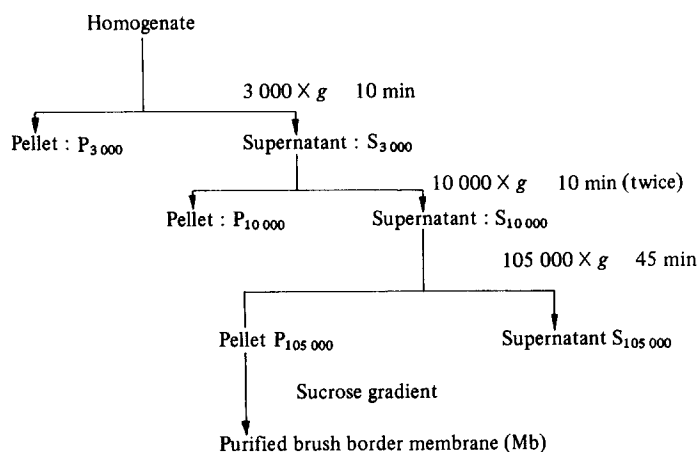 Homogenate
3 000 X g 10 min
Pellet : P3 000 Supernatant : S3 000
10 000 X g 10 min (twice)
Pellet : P10 000 Supernatant : S10 000
105 000 X g 45 min
Pellet P105 000 Supernatant S105 000
Sucrose gradient
Purified brush border membrane (Mb)